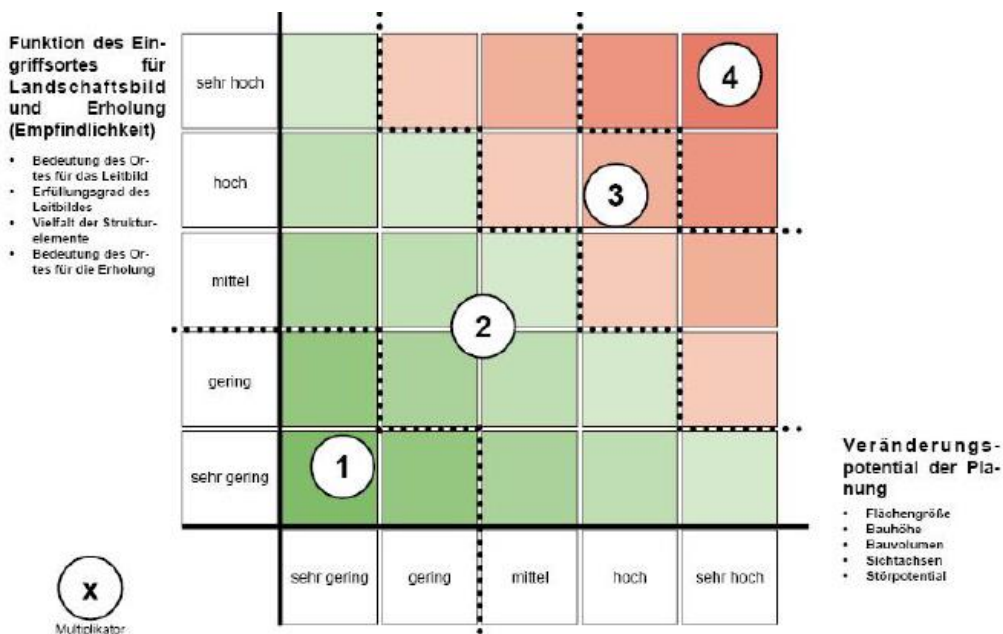 Funktion des Ein-
griffsortes für
Landschaftsbild
und Erholung
(Empfindlichkeit)
• Bedeutung des Or-
tes für das Leitbild
• Erfüllungsgrad des
Leitbildes
• Vielfalt der Struktur-
elemente
• Bedeutung des Or-
tes für die Erholung
sehr hoch
4
hoch
3
mittel
2
gering
sehr gering
1
Veränderungs-
potential der Pla-
nung
• Flächengröße
• Bauhöhe
• Bauvolumen
• Sichtachsen
• Störpotential
sehr gering
gering
mittel
hoch
sehr hoch
x
Multiplikator